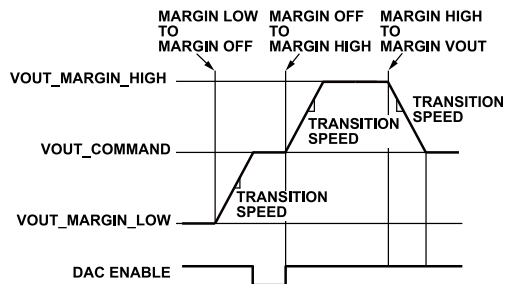 MARGIN LOW
TO
MARGIN OFF
MARGIN OFF
TO
MARGIN HIGH
MARGIN HIGH
TO
MARGIN VOUT
VOUT_MARGIN_HIGH
TRANSITION
SPEED
TRANSITION
SPEED
VOUT_COMMAND
TRANSITION
SPEED
VOUT_MARGIN_LOW
DAC ENABLE